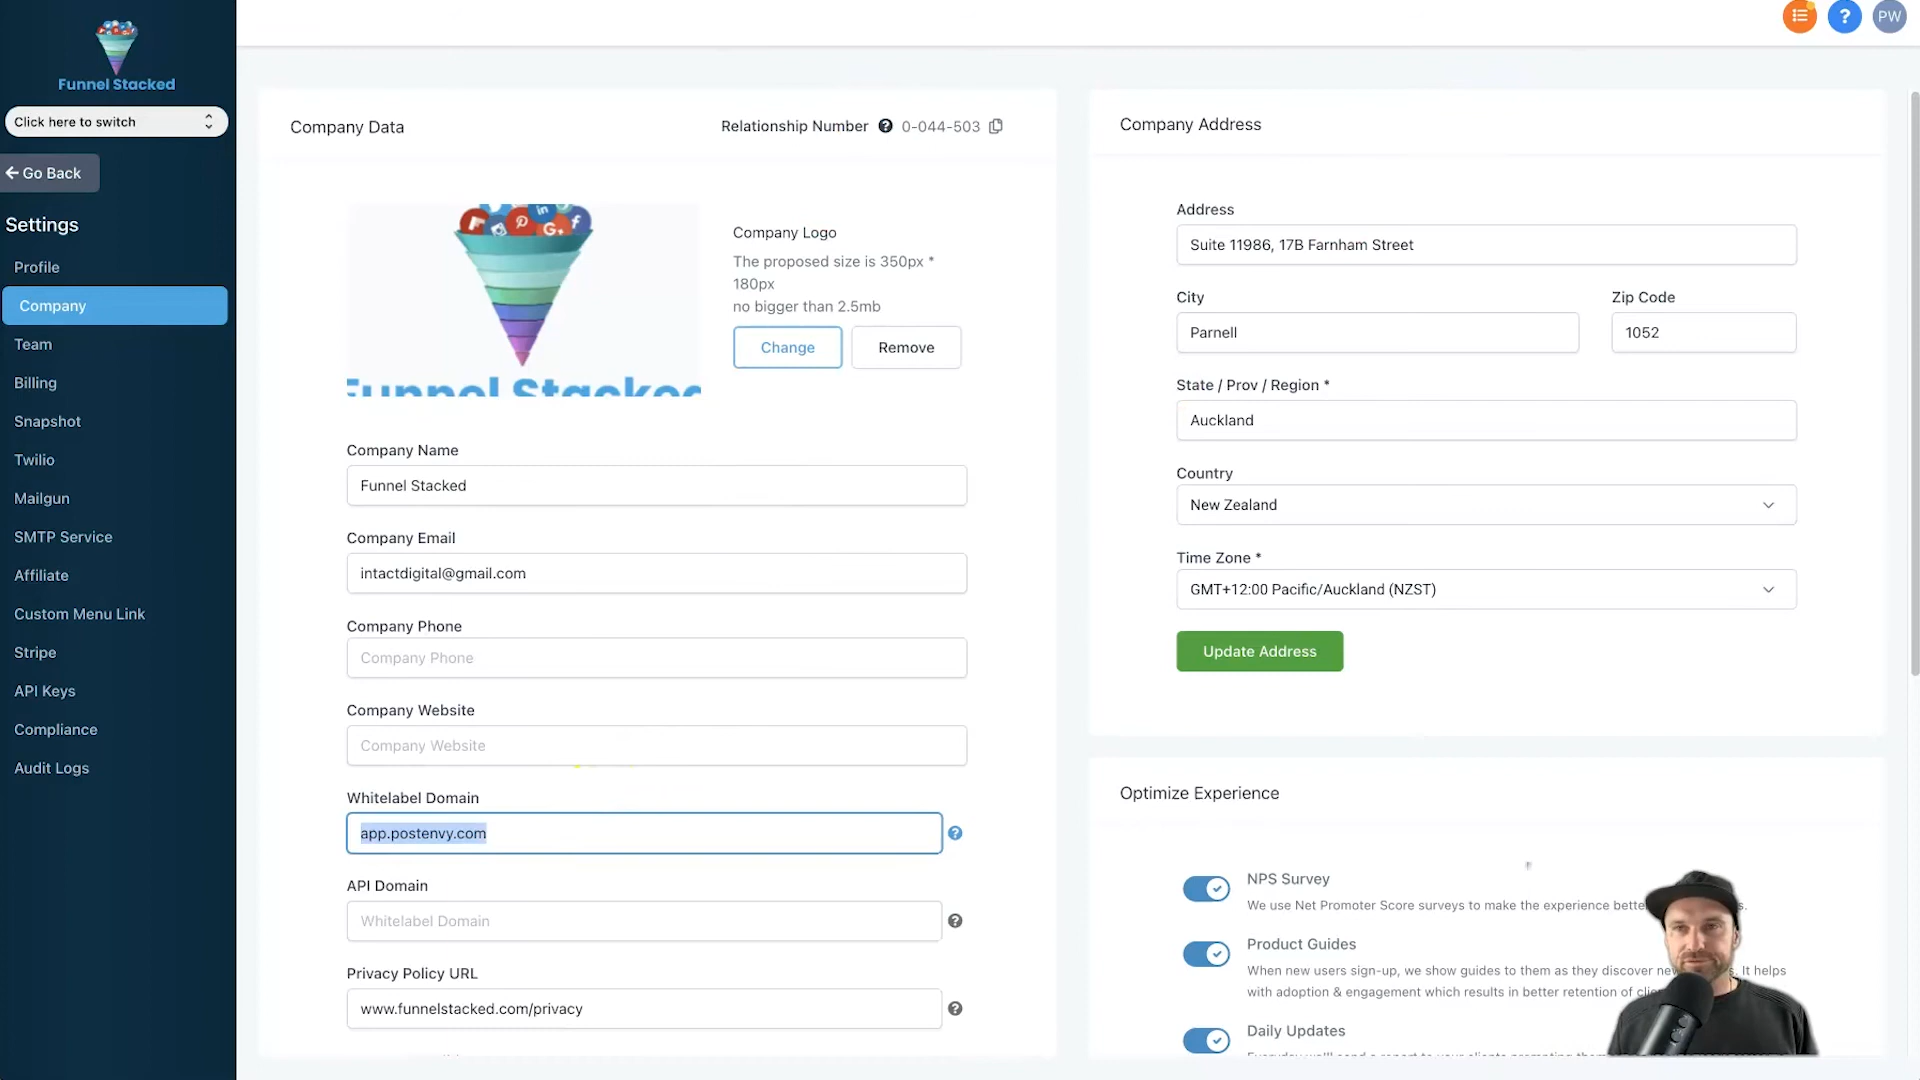 Funnel Stacked
Click here to switch
Go Back
Settings
Profile
Company
Team
Billing
Snapshot
Twilio
Mailgun
SMTP Service
Affiliate
Custom Menu Link
Stripe
API Keys
Compliance
Audit Logs
? PW
Company Data
Relationship Number ? 0-044-503
Funnel Stacked
Company Logo
The proposed size is 350px *
180px
no bigger than 2.5mb
Change Remove
Company Name
Funnel Stacked
Company Email
intactdigital@gmail.com
Company Phone
Company Phone
Company Website
Company Website
Whitelabel Domain
app.postenvy.com ?
API Domain
Whitelabel Domain ?
Privacy Policy URL
www.funnelstacked.com/privacy ?
Company Address
Address
Suite 11986, 17B Farnham Street
City
Parnell
Zip Code
1052
State / Prov / Region *
Auckland
Country
New Zealand
Time Zone *
GMT+12:00 Pacific/Auckland (NZST)
Update Address
Optimize Experience
NPS Survey
We use Net Promoter Score surveys to make the experience
Product Guides
When new users sign-up, we show guides to them as they discover It helps
with adoption & engagement which results in better retention of
Daily Updates